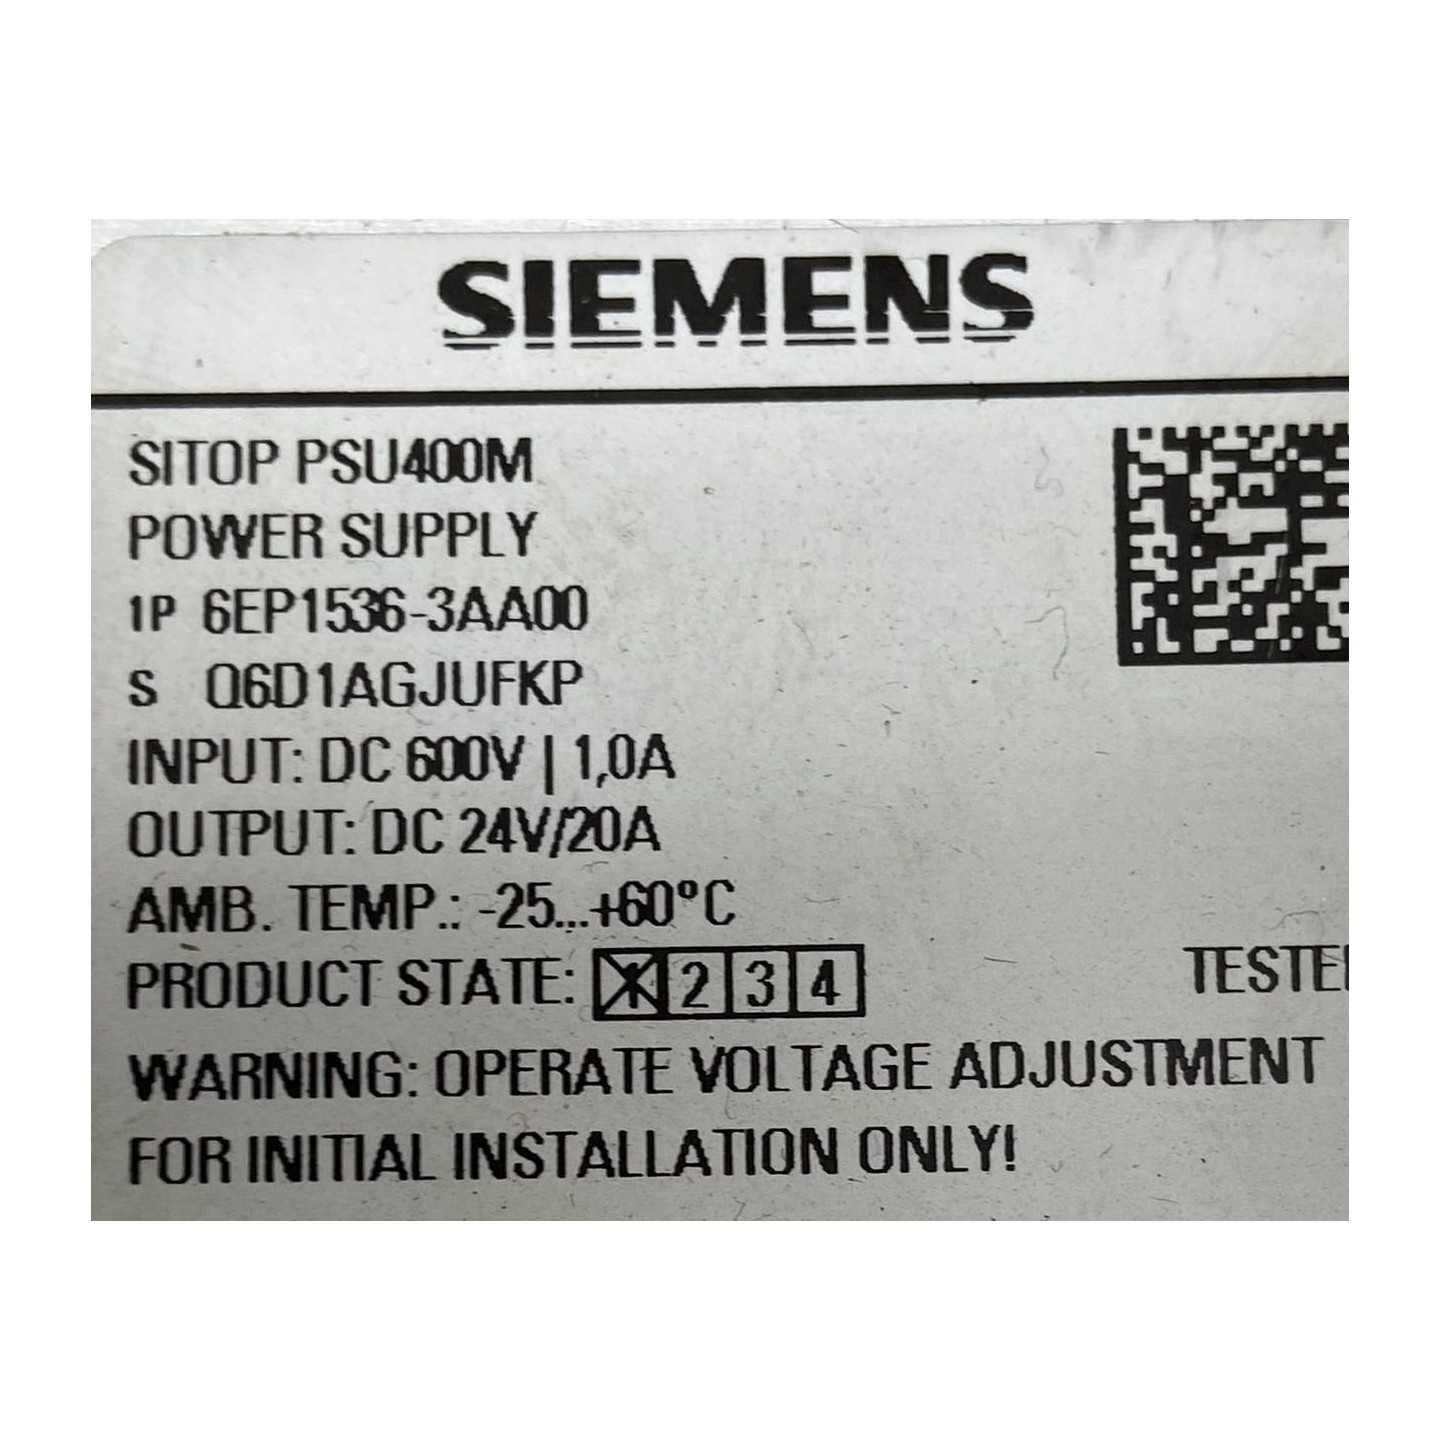 SIEMENS
SITOP PSU400M
POWER SUPPLY
1P 6EP1536-3AA00
S Q6D1AGJUFKP
INPUT: DC 600V | 1,0A
OUTPUT: DC 24V/20A
AMB. TEMP.: -25...+60°C
PRODUCT STATE: X 2 3 4
TESTE
WARNING: OPERATE VOLTAGE ADJUSTMENT
FOR INITIAL INSTALLATION ONLY!